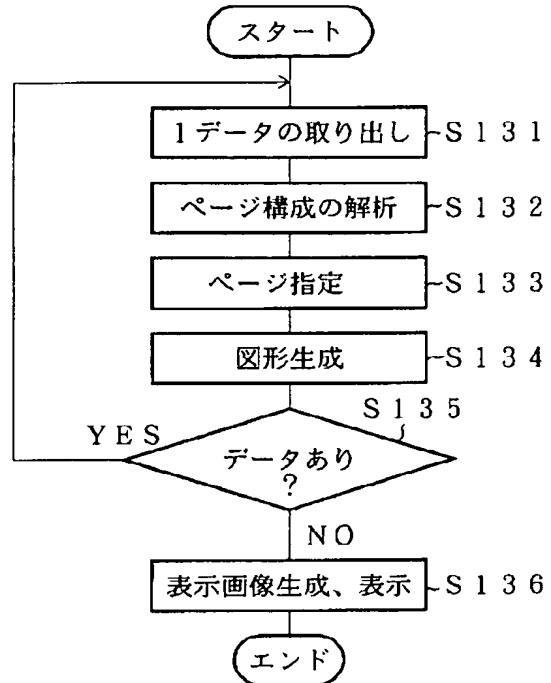 スタート
1データの取り出し S131
ページ構成の解析 S132
ページ指定 S133
図形生成 S134
S135
YES
データあり
?
NO
表示画像生成、表示 S136
エンド